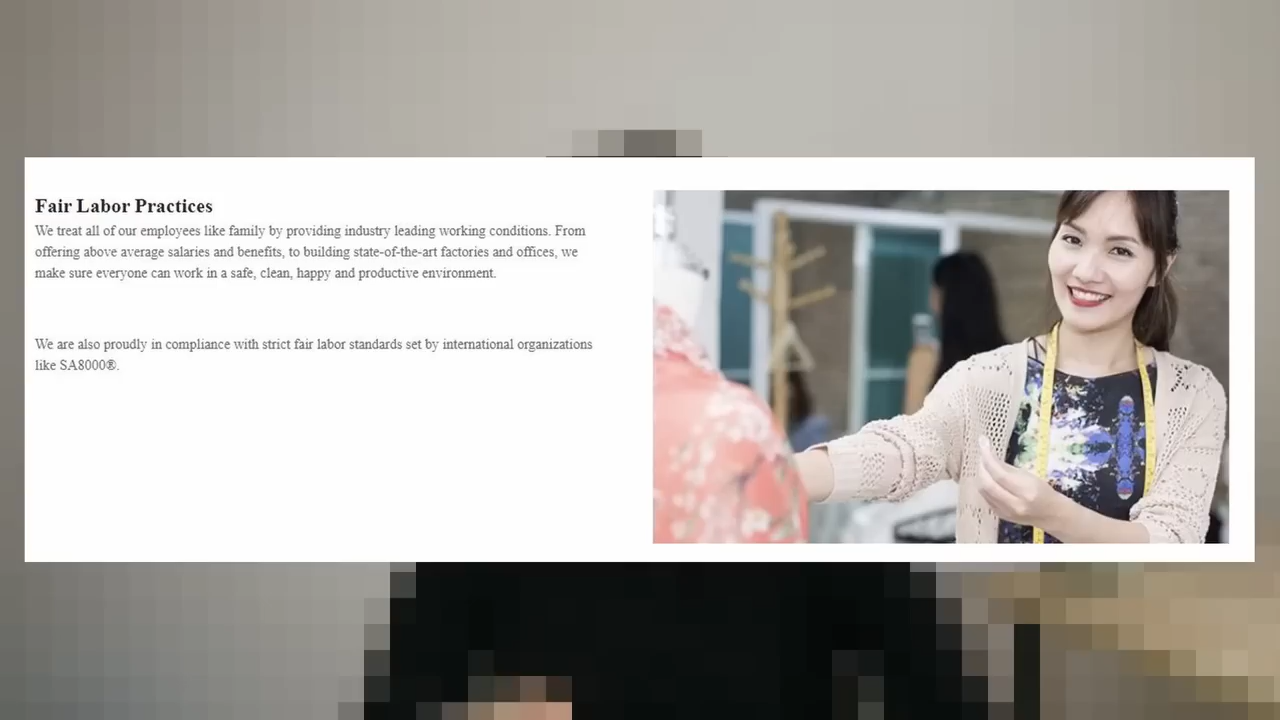 Fair Labor Practices
We treat all of our employees like family by providing industry leading working conditions. From
offering above average salaries and benefits, to building state-of-the-art factories and offices, we
make sure everyone can work in a safe, clean, happy and productive environment.
We are also proudly in compliance with strict fair labor standards set by international organizations
like SA8000®.